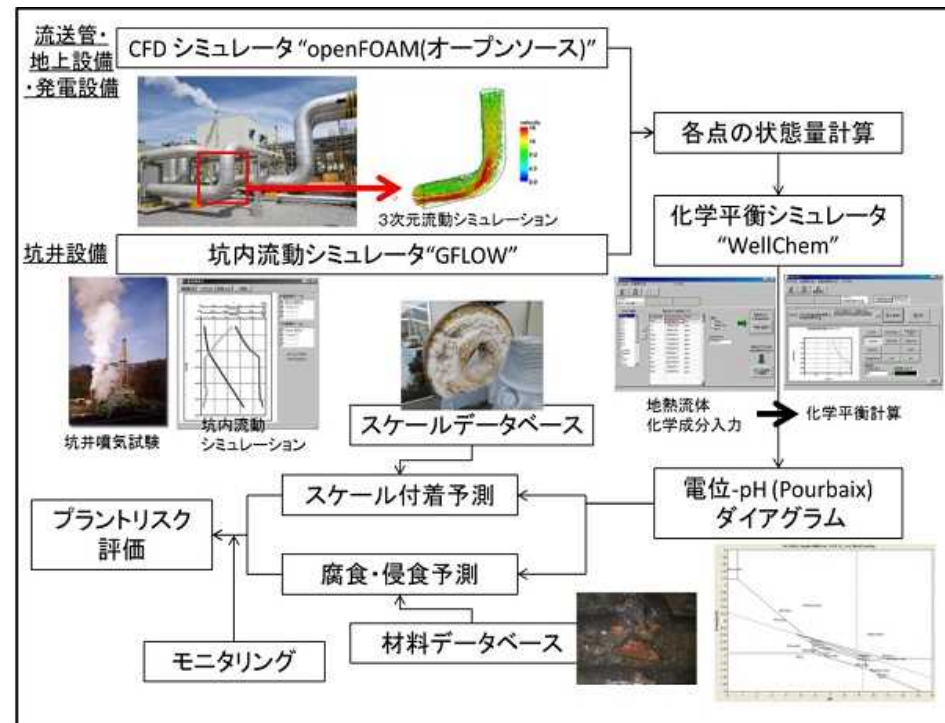 流送管・
地上設備
・発電設備
CFD シミュレータ“openFOAM(オープンソース)”
3次元流動シミュレーション
各点の状態量計算
化学平衡シミュレータ
“WellChem”
坑井設備
坑内流動シミュレータ“GFLOW”
坑井噴気試験
坑内流動
シミュレーション
地熱流体
化学成分入力
化学平衡計算
スケールデータベース
スケール付着予測
電位-pH (Pourbaix)
ダイアグラム
プラントリスク
評価
腐食・侵食予測
材料データベース
モニタリング